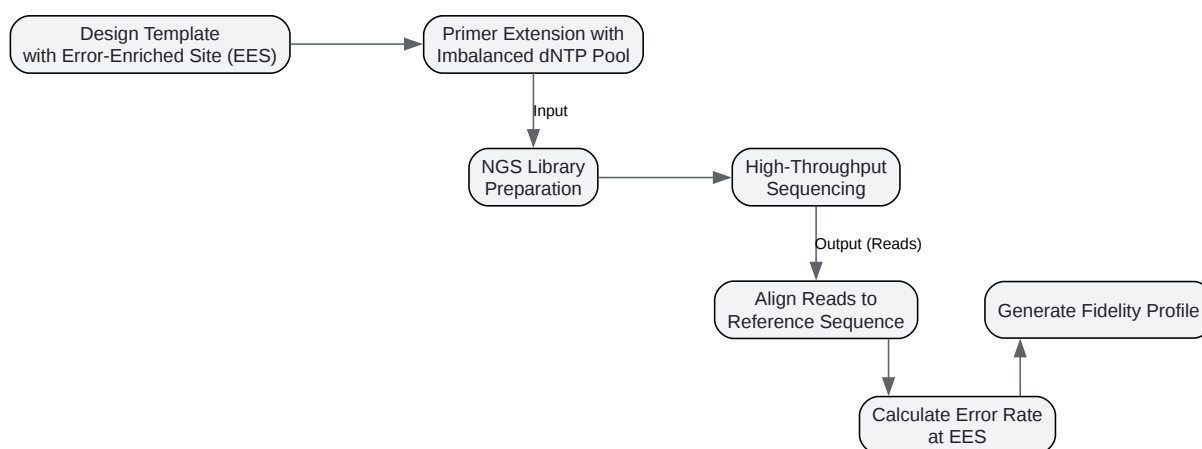 Design Template
with Error-Enriched Site (EES)
Primer Extension with
Imbalanced dNTP Pool
Input
NGS Library
Preparation
High-Throughput
Sequencing
Output (Reads)
Align Reads to
Reference Sequence
Generate Fidelity Profile
Calculate Error Rate
at EES